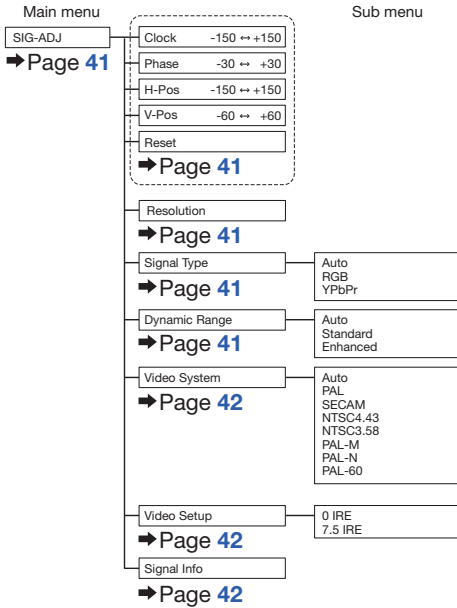 Main menu
Sub menu
SIG-ADJ
➡Page 41
Clock -150 ↔ +150
Phase -30 ↔ +30
H-Pos -150 ↔ +150
V-Pos -60 ↔ +60
Reset
➡Page 41
Resolution
➡Page 41
Signal Type
Auto
RGB
YPbPr
➡Page 41
Dynamic Range
Auto
Standard
Enhanced
➡Page 41
Video System
Auto
PAL
SECAM
NTSC4.43
NTSC3.58
PAL-M
PAL-N
PAL-60
➡Page 42
Video Setup
0 IRE
7.5 IRE
➡Page 42
Signal Info
➡Page 42